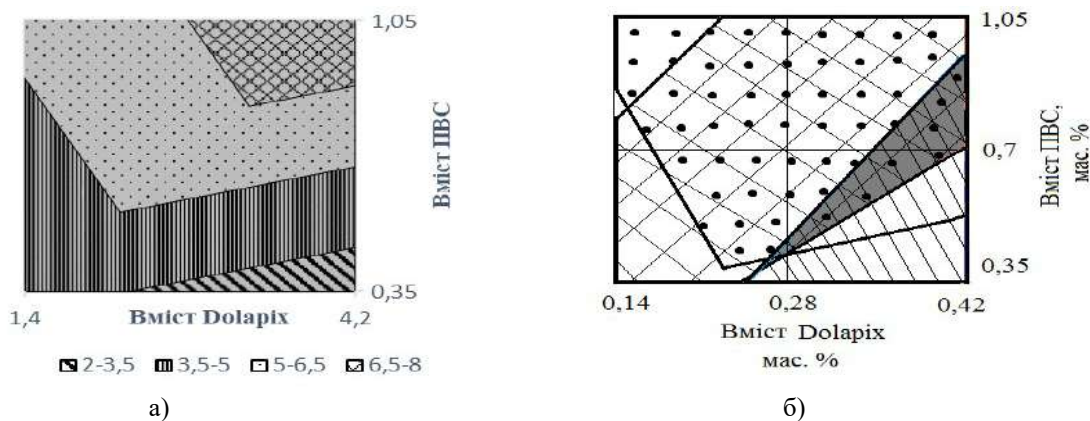 1,05
Вміст ПВС
0,35
1,4
Вміст Dolapix
4,2
2-3,5
3,5-5
5-6,5
6,5-8
а)
1,05
0,7
Вміст ПВС,
мас. %
0,35
0,14
0,28
0,42
Вміст Dolapix
мас. %
б)